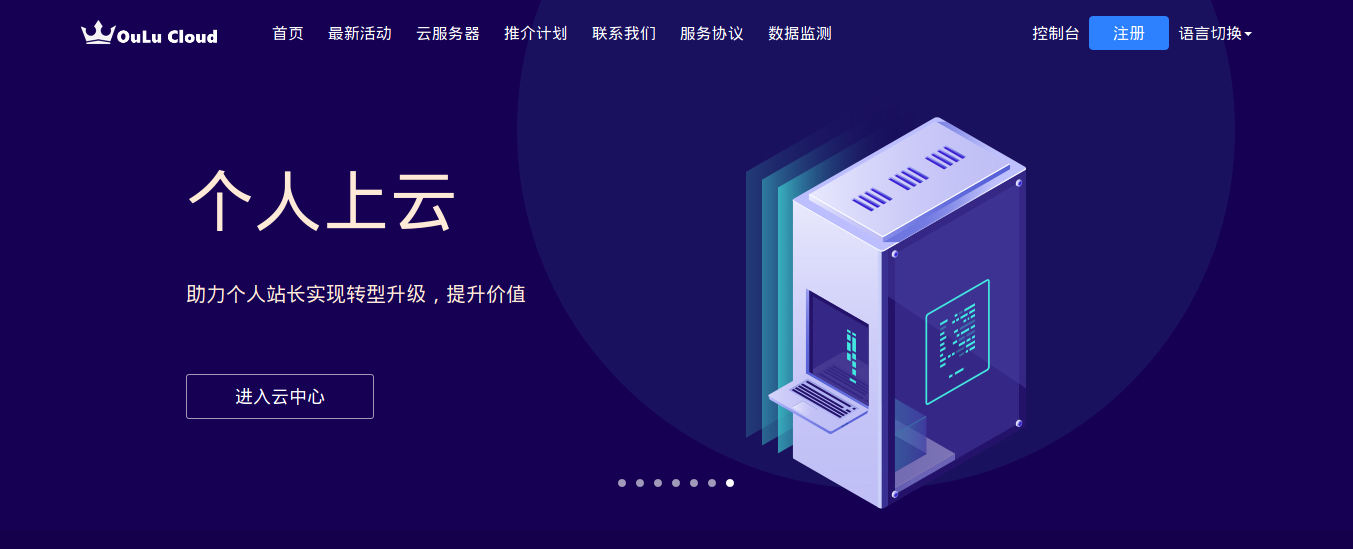 OuLu Cloud 首页 最新活动 云服务器 推介计划 联系我们 服务协议 数据监测 控制台 注册 语言切换
个人上云
助力个人站长实现转型升级，提升价值
进入云中心